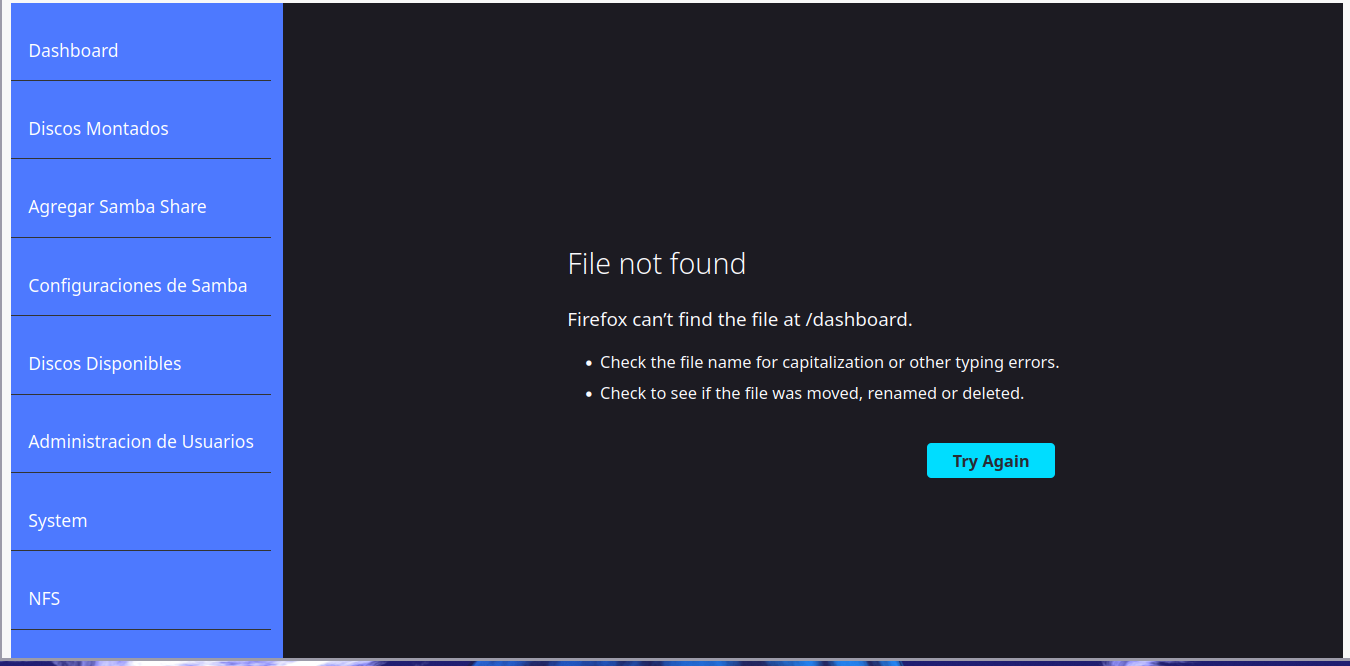 Dashboard
Discos Montados
Agregar Samba Share
Configuraciones de Samba
Discos Disponibles
Administracion de Usuarios
System
NFS
File not found
Firefox can’t find the file at /dashboard.
• Check the file name for capitalization or other typing errors.
• Check to see if the file was moved, renamed or deleted.
Try Again